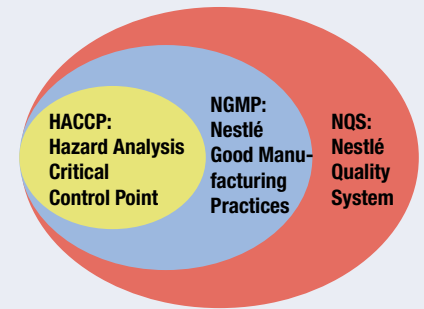 HACCP:
Hazard Analysis
Critical
Control Point
NGMP:
Nestlé
Good Manu-
facturing
Practices
NQS:
Nestlé
Quality
System